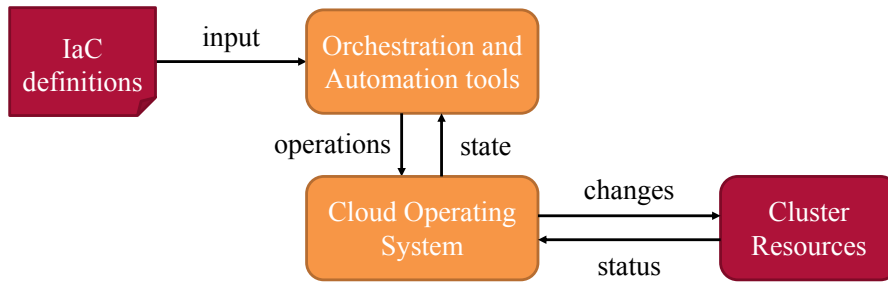 IaC
definitions
input
Orchestration and
Automation tools
operations
state
Cloud Operating
System
changes
status
Cluster
Resources